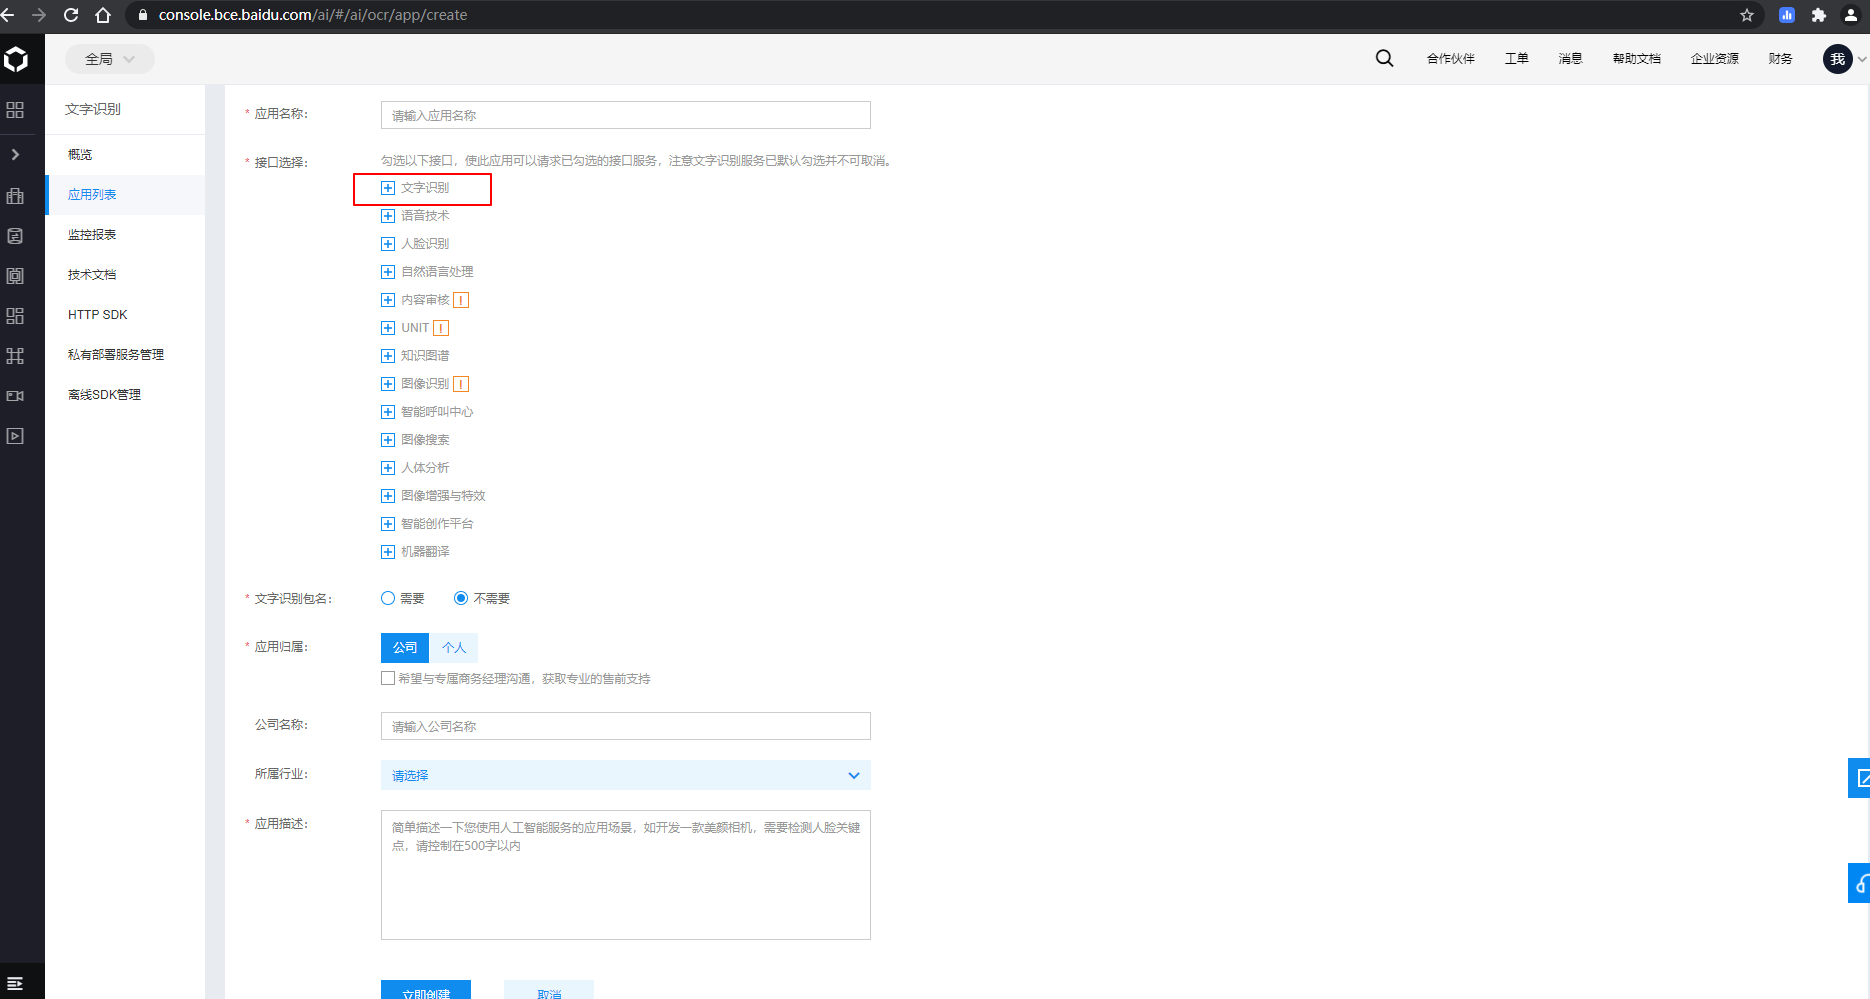 console.bce.baidu.com/ai/#/ai/ocr/app/create
全局
合作伙伴 工单 消息 帮助文档 企业资源 财务 我
文字识别
概览
应用列表
监控报表
技术文档
HTTP SDK
私有部署服务管理
离线SDK管理
* 应用名称: 请输入应用名称
* 接口选择: 勾选以下接口，使此应用可以请求已勾选的接口服务，注意文字识别服务已默认勾选并不可取消。
文字识别
语音技术
人脸识别
自然语言处理
内容审核 !
UNIT !
知识图谱
图像识别 !
智能呼叫中心
图像搜索
人体分析
图像增强与特效
智能创作平台
机器翻译
* 文字识别包名: 需要 不需要
* 应用归属: 公司 个人
希望与专属商务经理沟通，获取专业的售前支持
公司名称: 请输入公司名称
所属行业: 请选择
* 应用描述: 简单描述一下您使用人工智能服务的应用场景，如开发一款美颜相机，需要检测人脸关键
点，请控制在500字以内
立即创建 取消